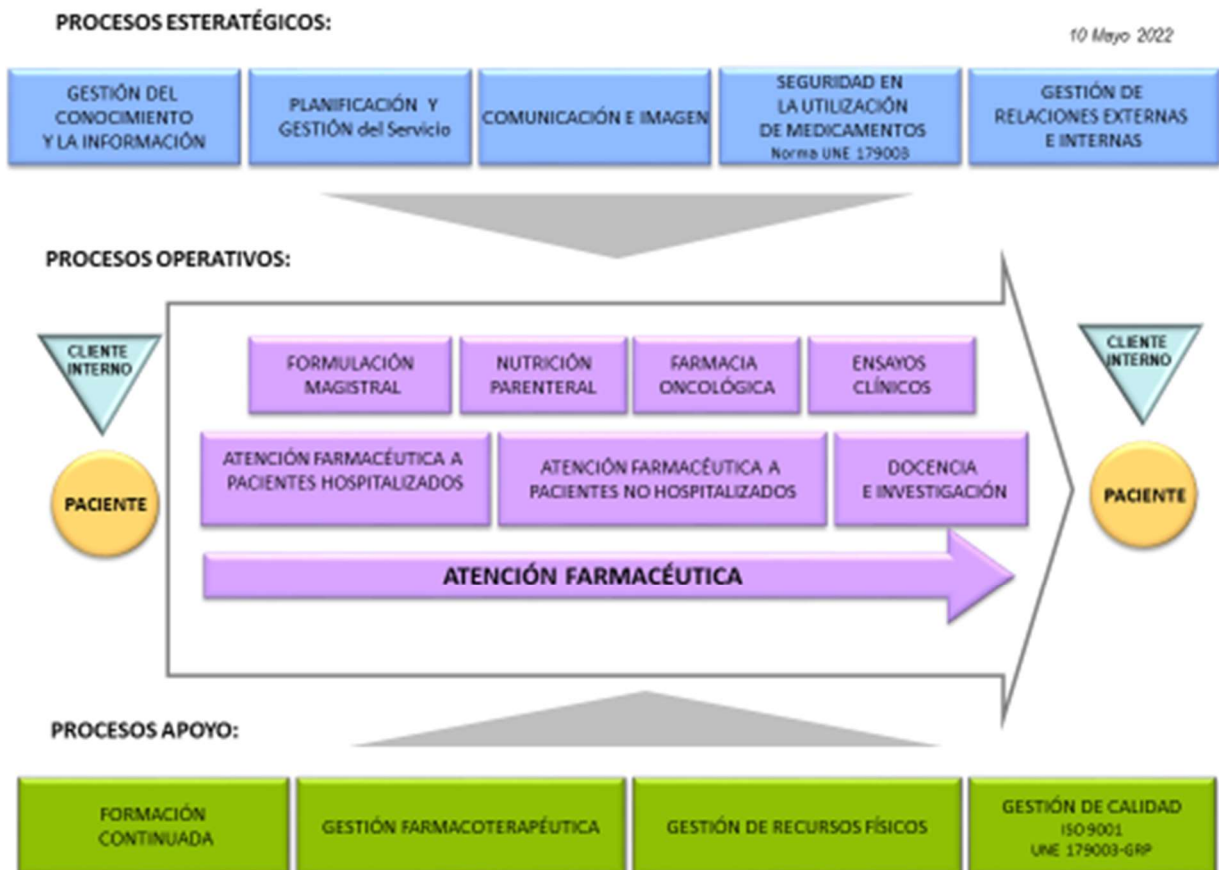 PROCESOS ESTERATÉGICOS:
10 Mayo 2022
GESTIÓN DEL
CONOCIMIENTO
Y LA INFORMACIÓN
PLANIFICACIÓN Y
GESTIÓN del Servicio
COMUNICACIÓN E IMAGEN
SEGURIDAD EN
LA UTILIZACIÓN
DE MEDICAMENTOS
Norma UNE 179003
GESTIÓN DE
RELACIONES EXTERNAS
E INTERNAS
PROCESOS OPERATIVOS:
CLIENTE
INTERNO
PACIENTE
FORMULACIÓN
MAGISTRAL
NUTRICIÓN
PARENTERAL
FARMACIA
ONCOLÓGICA
ENSAYOS
CLÍNICOS
ATENCIÓN FARMACÉUTICA A
PACIENTES HOSPITALIZADOS
ATENCIÓN FARMACÉUTICA A
PACIENTES NO HOSPITALIZADOS
DOCENCIA
E INVESTIGACIÓN
ATENCIÓN FARMACÉUTICA
CLIENTE
INTERNO
PACIENTE
PROCESOS APOYO:
FORMACIÓN
CONTINUADA
GESTIÓN FARMACOTERAPÉUTICA
GESTIÓN DE RECURSOS FÍSICOS
GESTIÓN DE CALIDAD
ISO 9001
UNE 179003-GRP